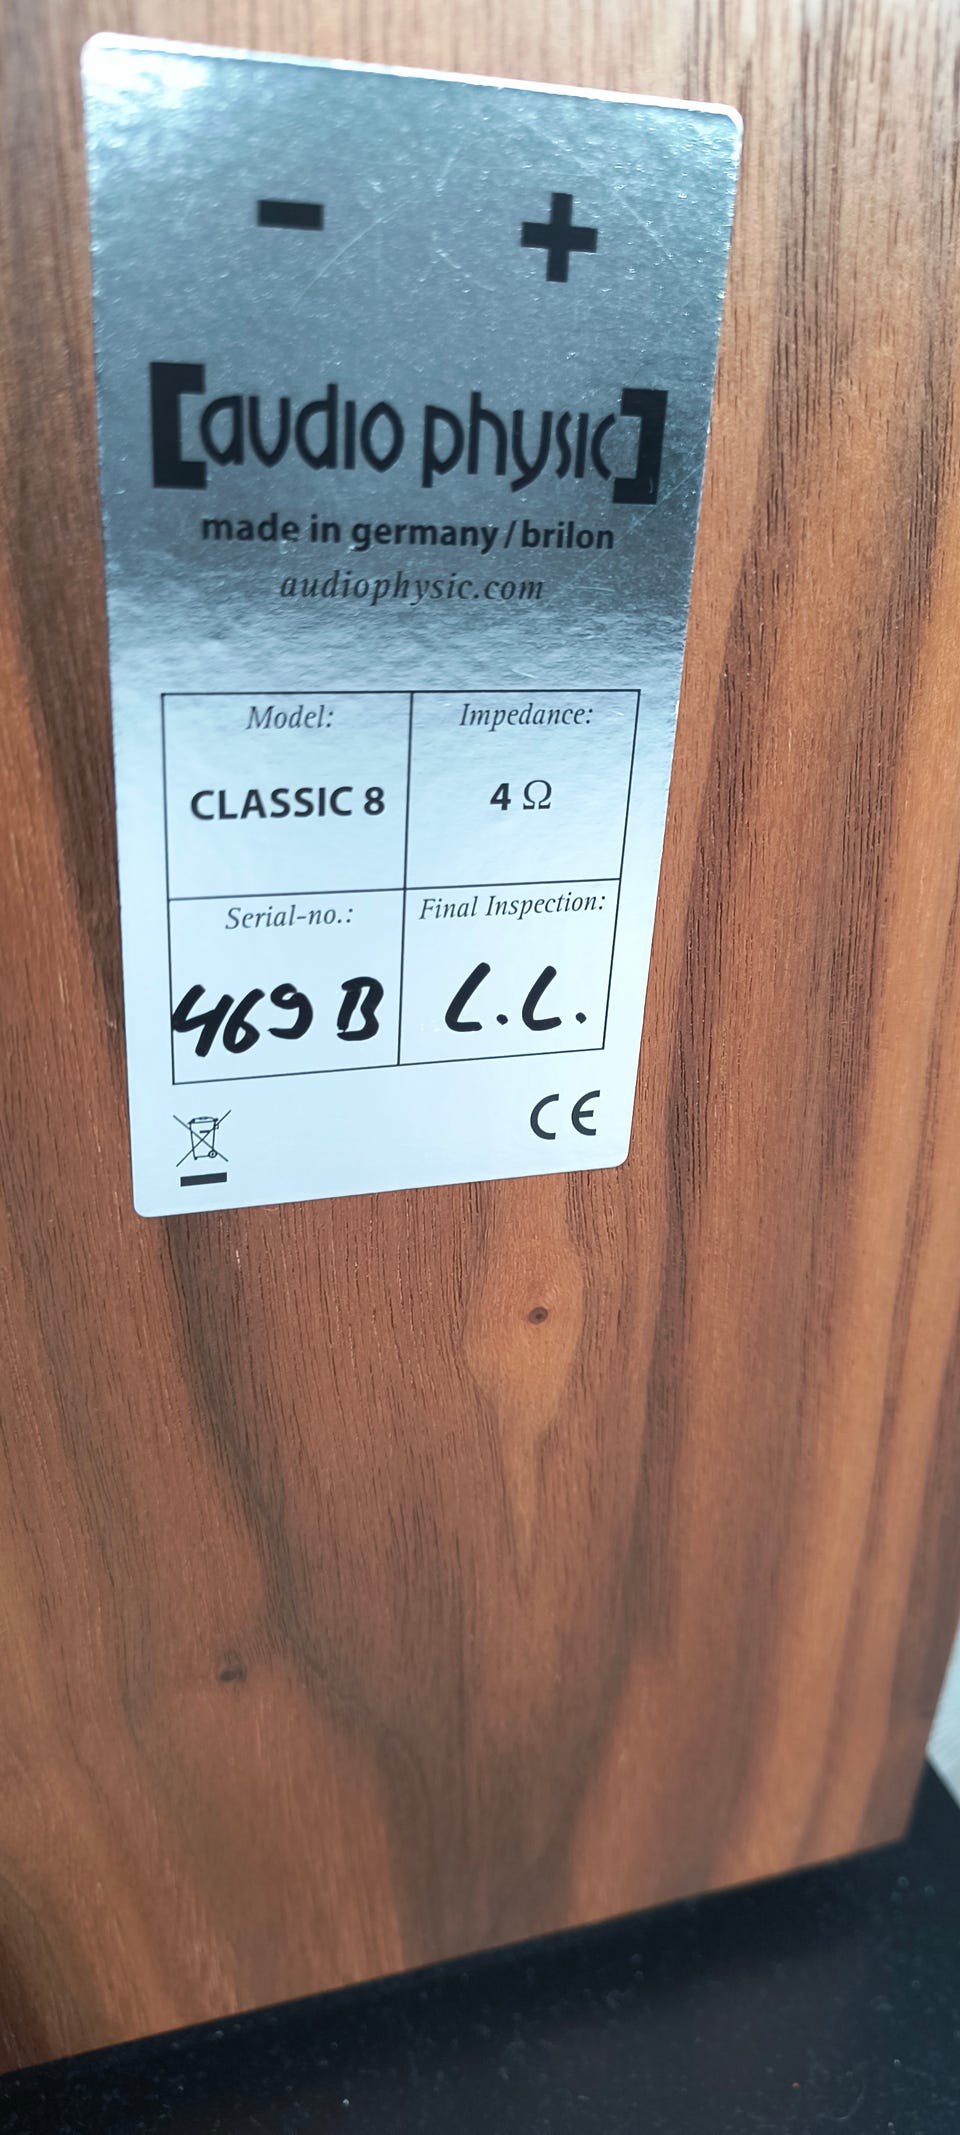 - +
[audio physic]
made in germany / brilon
audiophysic.com
Model: Impedance:
CLASSIC 8 4 Ω
Serial-no.: Final Inspection:
469 B L.L.
CE